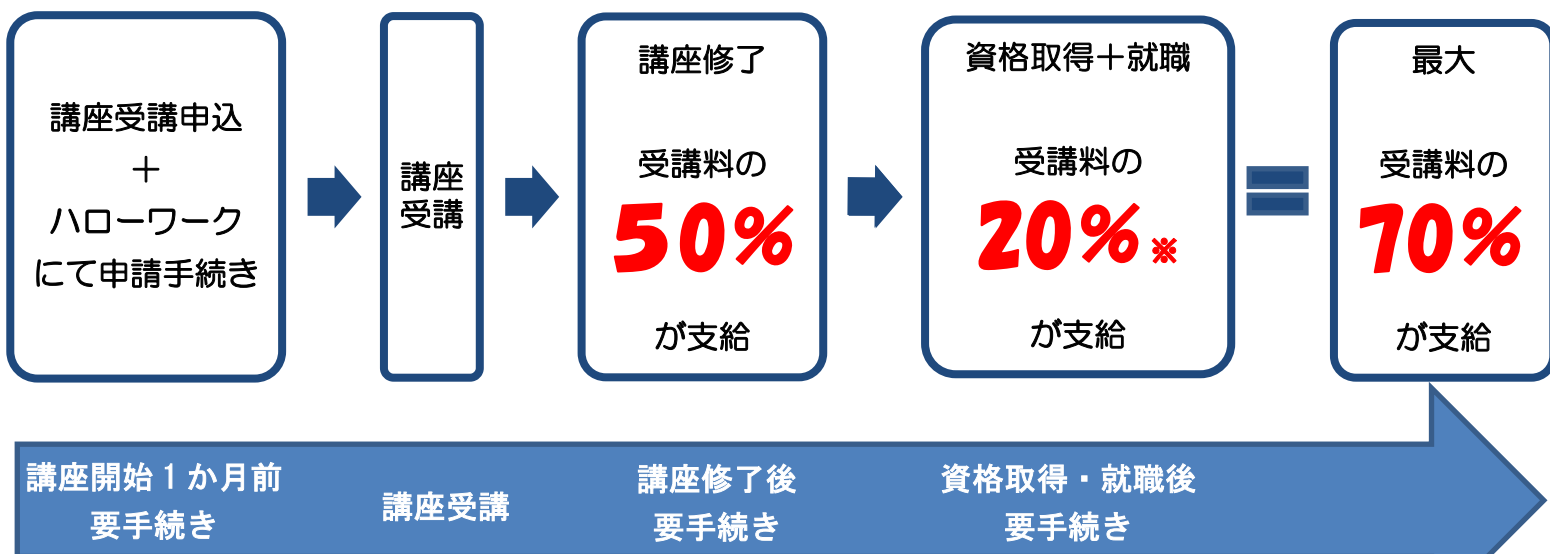 講座受講申込
＋
ハローワーク
にて申請手続き
講座
受講
講座修了
受講料の
50%
が支給
資格取得＋就職
受講料の
20%※
が支給
最大
受講料の
70%
が支給
講座開始１か月前
要手続き
講座受講
講座修了後
要手続き
資格取得・就職後
要手続き